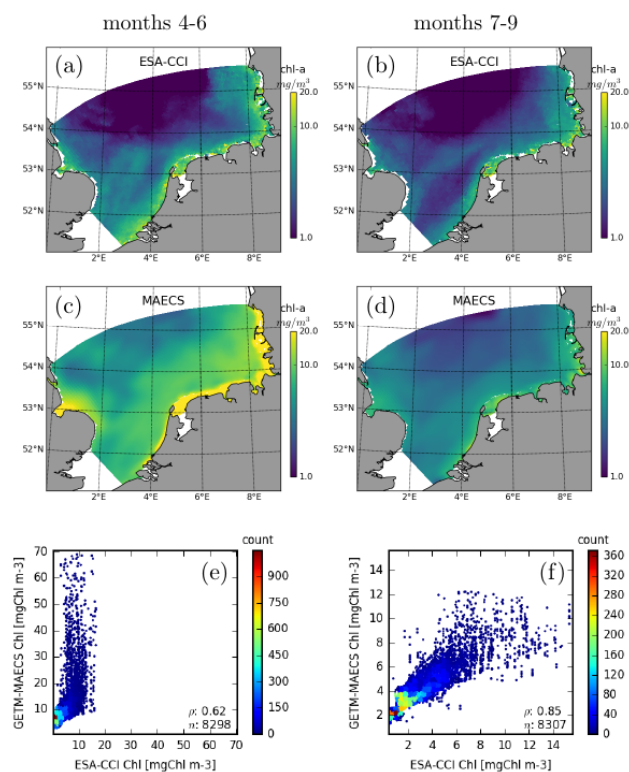 months 4-6
months 7-9
(a)
ESA-CCI
chl-a
mg/m³
20.0
10.0
1.0
55°N
54°N
53°N
52°N
2°E
4°E
6°E
8°E
(b)
ESA-CCI
chl-a
mg/m³
20.0
10.0
1.0
55°N
54°N
53°N
52°N
2°E
4°E
6°E
8°E
(c)
MAECS
chl-a
mg/m³
20.0
10.0
1.0
55°N
54°N
53°N
52°N
2°E
4°E
6°E
8°E
(d)
MAECS
chl-a
mg/m³
20.0
10.0
1.0
55°N
54°N
53°N
52°N
2°E
4°E
6°E
8°E
(e)
GETM-MAECS Chl [mgChl m-3]
70
60
50
40
30
20
10
ρ: 0.62
n: 8298
10 20 30 40 50 60 70
ESA-CCI Chl [mgChl m-3]
count
900
750
600
450
300
150
0
(f)
GETM-MAECS Chl [mgChl m-3]
14
12
10
8
6
4
2
ρ: 0.85
n: 8307
2 4 6 8 10 12 14
ESA-CCI Chl [mgChl m-3]
count
360
320
280
240
200
160
120
80
40
0